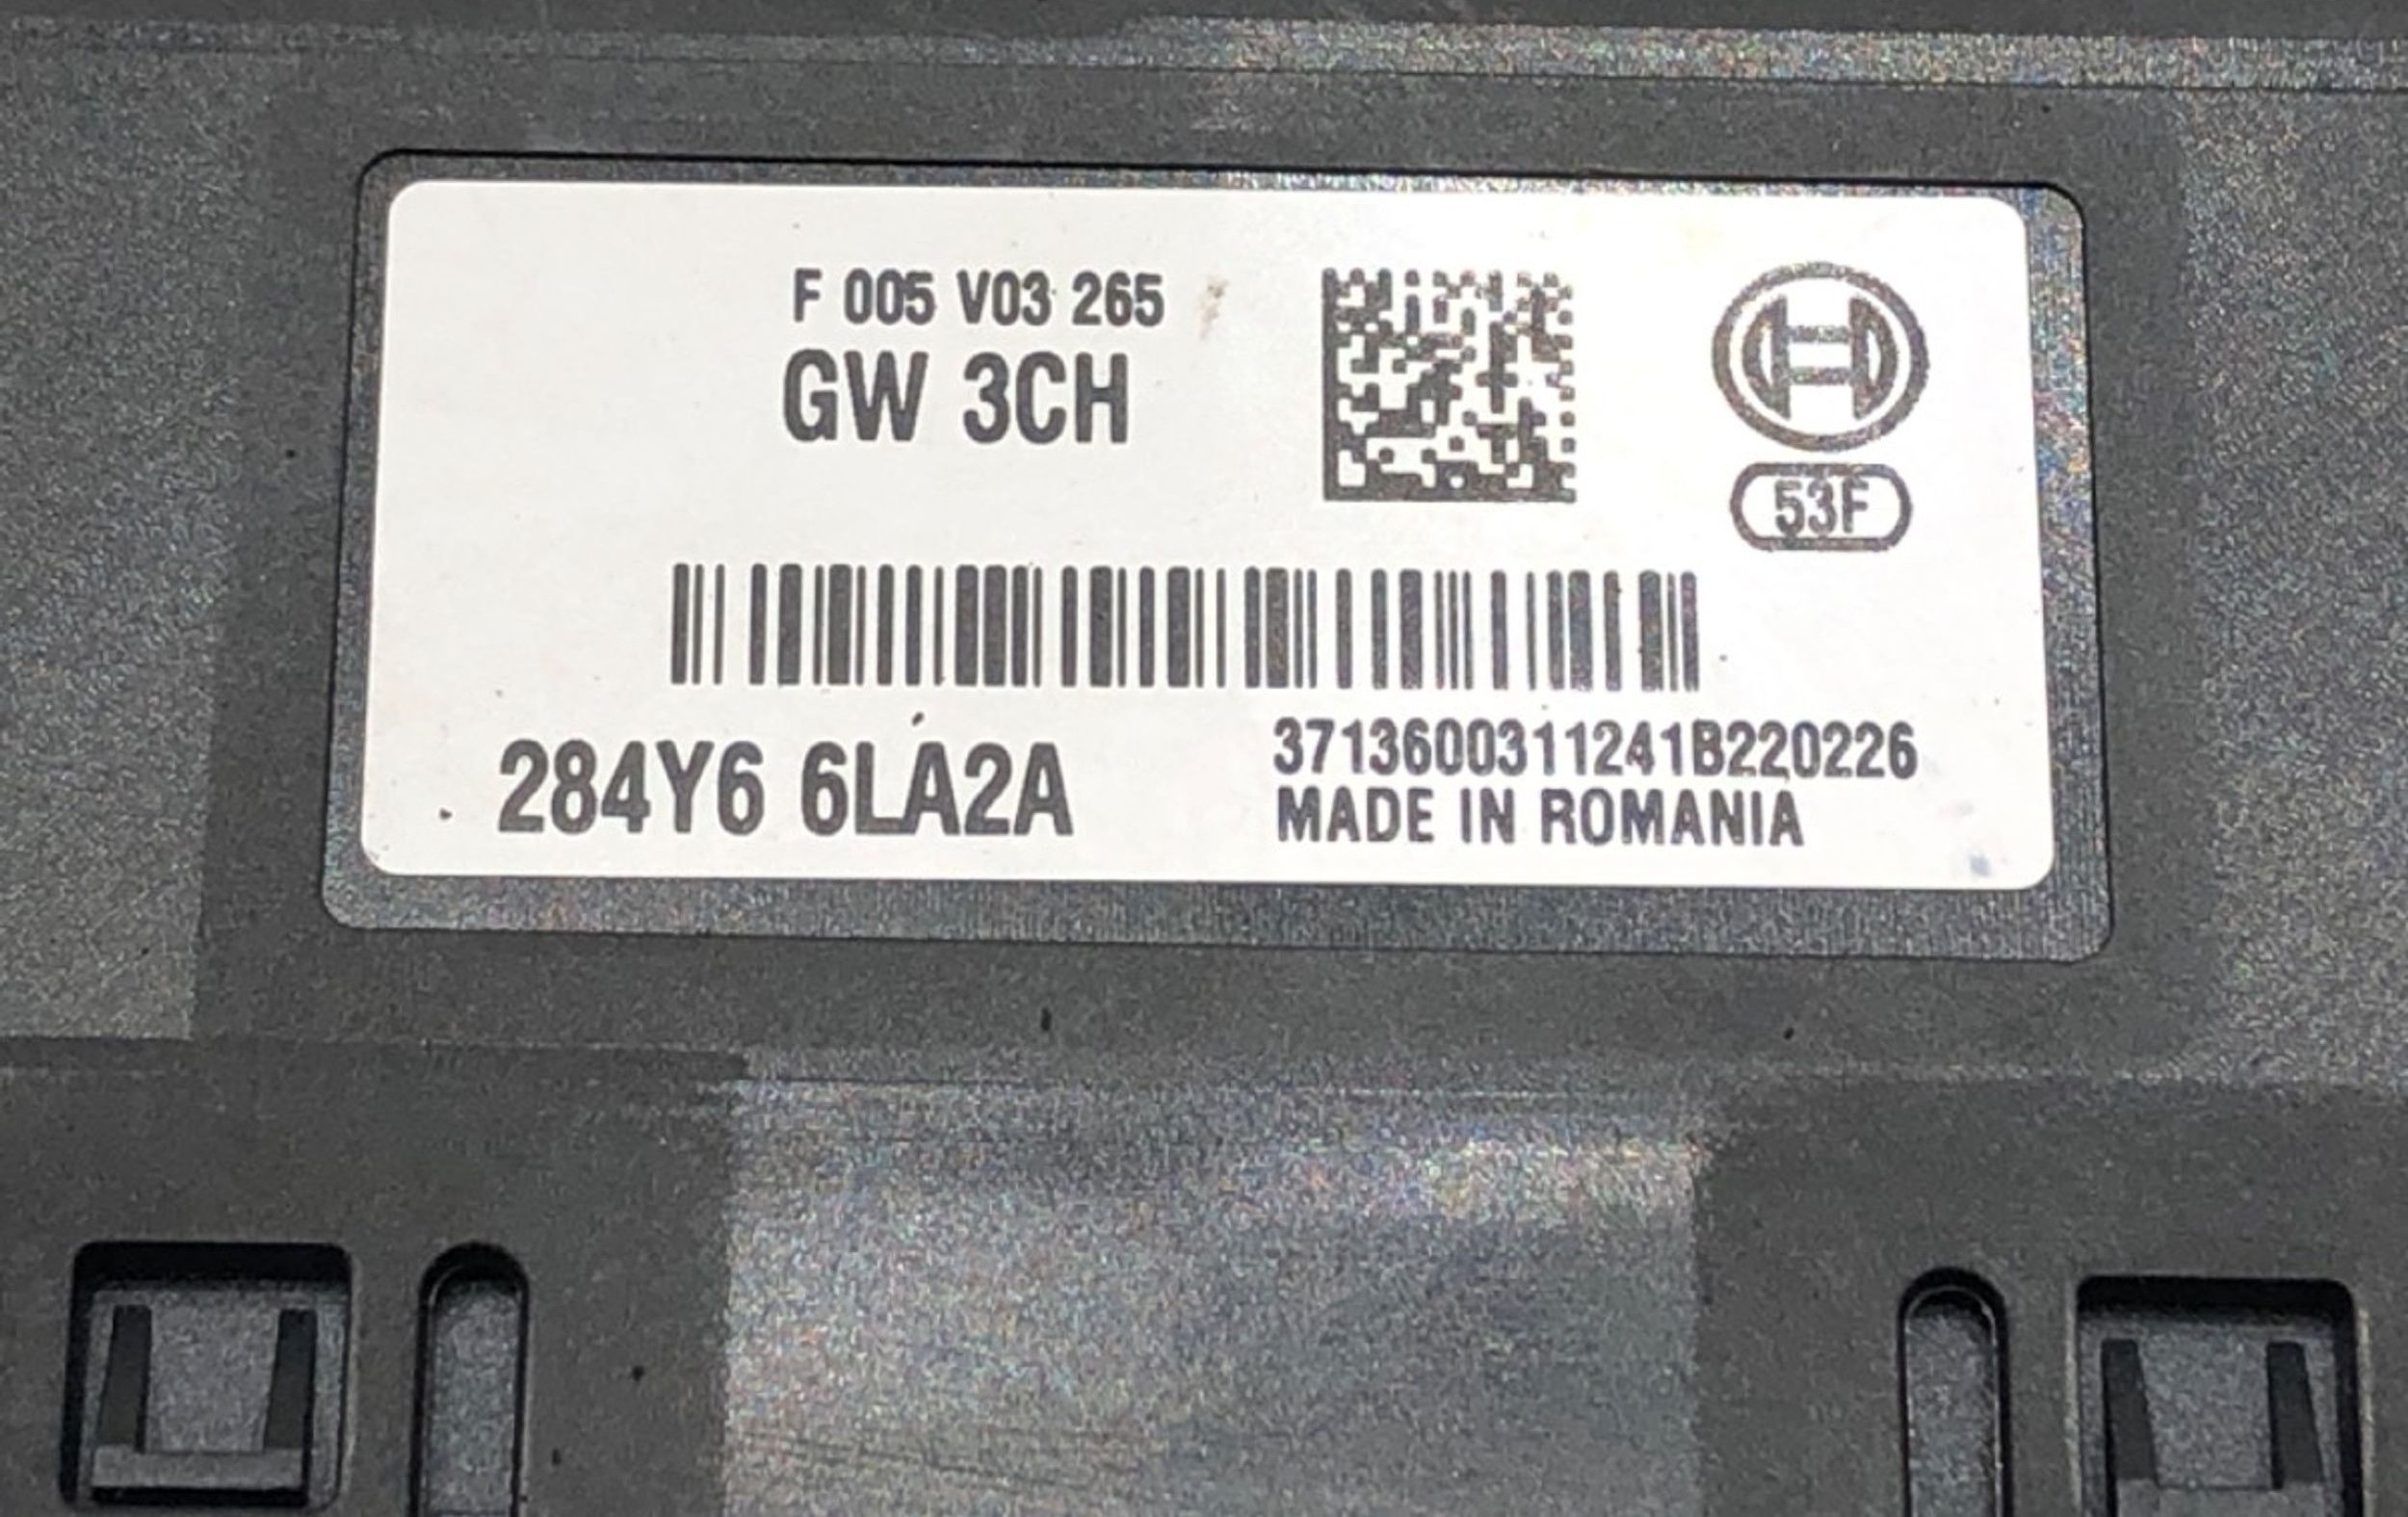 F 005 V03 265
GW 3CH
53F
284Y6 6LA2A
3713600311241B220226
MADE IN ROMANIA